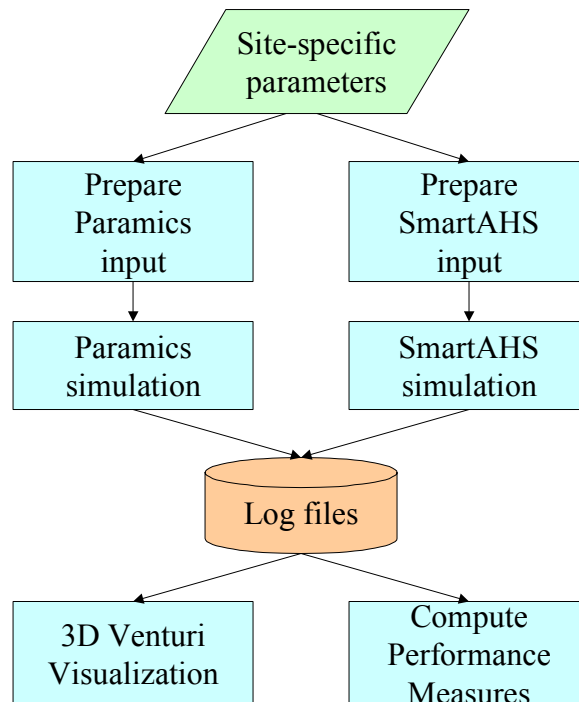 Site-specific
parameters
Prepare
Paramics
input
Prepare
SmartAHS
input
Paramics
simulation
SmartAHS
simulation
Log files
3D Venturi
Visualization
Compute
Performance
Measures